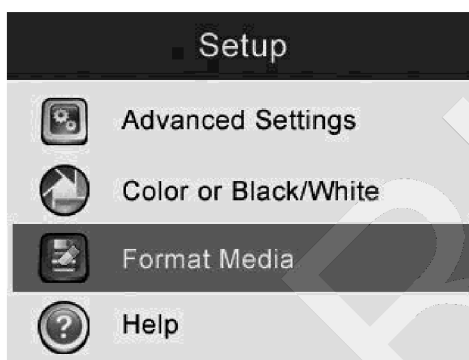 Setup
Advanced Settings
Color or Black/White
Format Media
Help